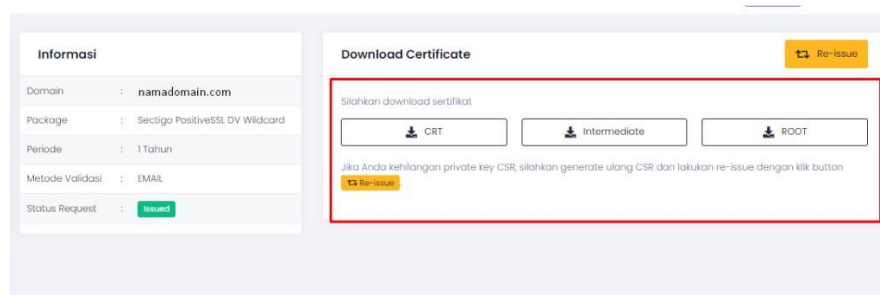 Informasi
Domain : namadomain.com
Package : Sectigo PositiveSSL DV Wildcard
Periode : 1 Tahun
Metode Validasi : EMAIL
Status Request : Issued
Download Certificate
Re-issue
Silahkan download sertifikat
CRT
Intermediate
ROOT
Jika Anda kehilangan private key CSR, silahkan generate ulang CSR dan lakukan re-issue dengan klik button
Re-issue